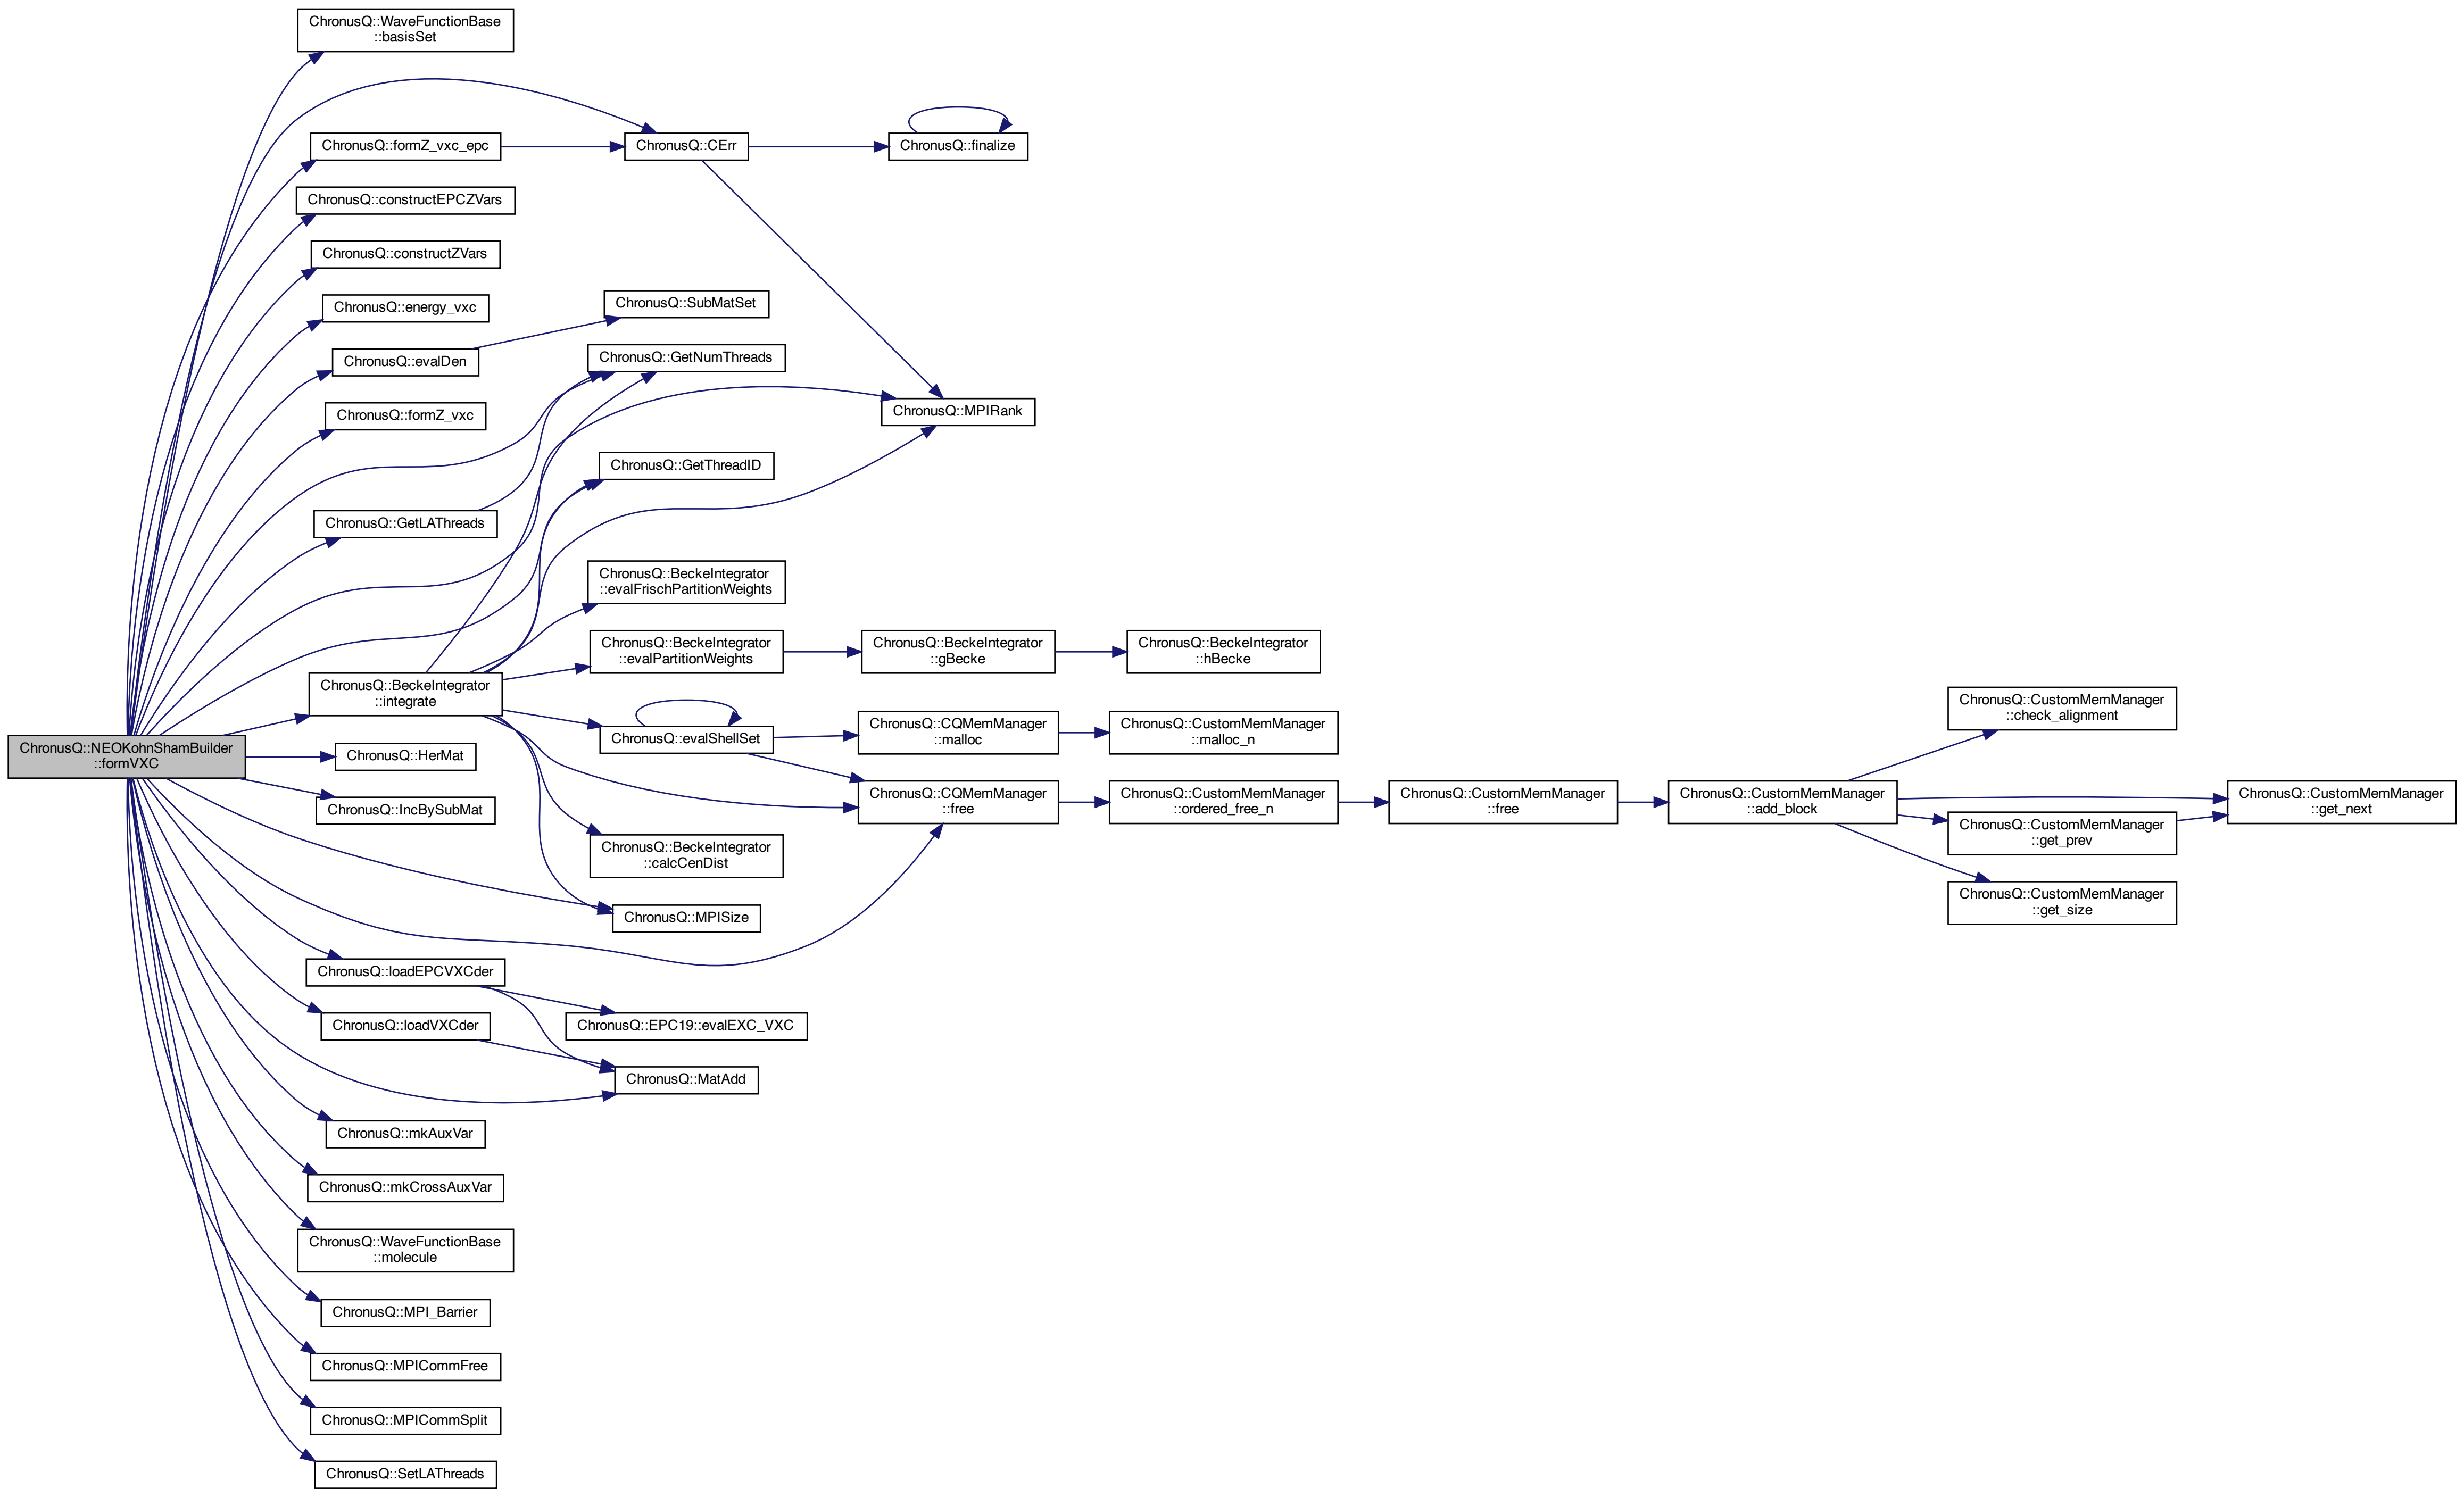 ChronusQ::WaveFunctionBase
::basisSet
ChronusQ::formZ_vxc_epc
ChronusQ::CErr
ChronusQ::finalize
ChronusQ::constructEPCZVars
ChronusQ::constructZVars
ChronusQ::energy_vxc
ChronusQ::SubMatSet
ChronusQ::evalDen
ChronusQ::GetNumThreads
ChronusQ::formZ_vxc
ChronusQ::MPIRank
ChronusQ::GetThreadID
ChronusQ::GetLAThreads
ChronusQ::BeckeIntegrator
::evalFrischPartitionWeights
ChronusQ::BeckeIntegrator
::evalPartitionWeights
ChronusQ::BeckeIntegrator
::gBecke
ChronusQ::BeckeIntegrator
::hBecke
ChronusQ::BeckeIntegrator
::integrate
ChronusQ::NEOKohnShamBuilder
::formVXC
ChronusQ::evalShellSet
ChronusQ::CQMemManager
::malloc
ChronusQ::CustomMemManager
::malloc_n
ChronusQ::CustomMemManager
::check_alignment
ChronusQ::HerMat
ChronusQ::IncBySubMat
ChronusQ::CQMemManager
::free
ChronusQ::CustomMemManager
::ordered_free_n
ChronusQ::CustomMemManager
::free
ChronusQ::CustomMemManager
::add_block
ChronusQ::CustomMemManager
::get_next
ChronusQ::CustomMemManager
::get_prev
ChronusQ::CustomMemManager
::get_size
ChronusQ::BeckeIntegrator
::calcCenDist
ChronusQ::MPISize
ChronusQ::loadEPCVXCder
ChronusQ::EPC19::evalEXC_VXC
ChronusQ::loadVXCder
ChronusQ::MatAdd
ChronusQ::mkAuxVar
ChronusQ::mkCrossAuxVar
ChronusQ::WaveFunctionBase
::molecule
ChronusQ::MPI_Barrier
ChronusQ::MPICommFree
ChronusQ::MPICommSplit
ChronusQ::SetLAThreads